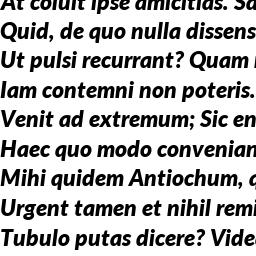 At coluit ipse amicitias. Sa
Quid, de quo nulla dissens
Ut pulsi recurrant? Quam
Iam contemni non poteris.
Venit ad extremum; Sic en
Haec quo modo convenian
Mihi quidem Antiochum, q
Urgent tamen et nihil remi
Tubulo putas dicere? Vide